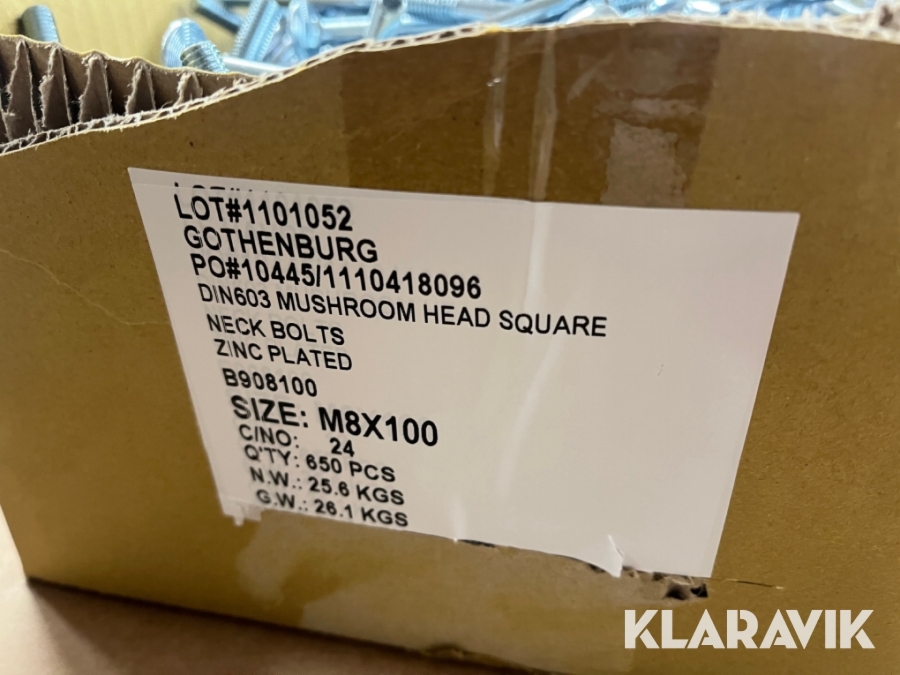 LOT#1101052
GOTHENBURG
PO#10445/1110418096
DIN603 MUSHROOM HEAD SQUARE
NECK BOLTS
ZINC PLATED
B908100
SIZE: M8X100
C/NO: 24
Q'TY: 650 PCS
N.W.: 25.6 KGS
G.W.: 26.1 KGS
KLARAVIK